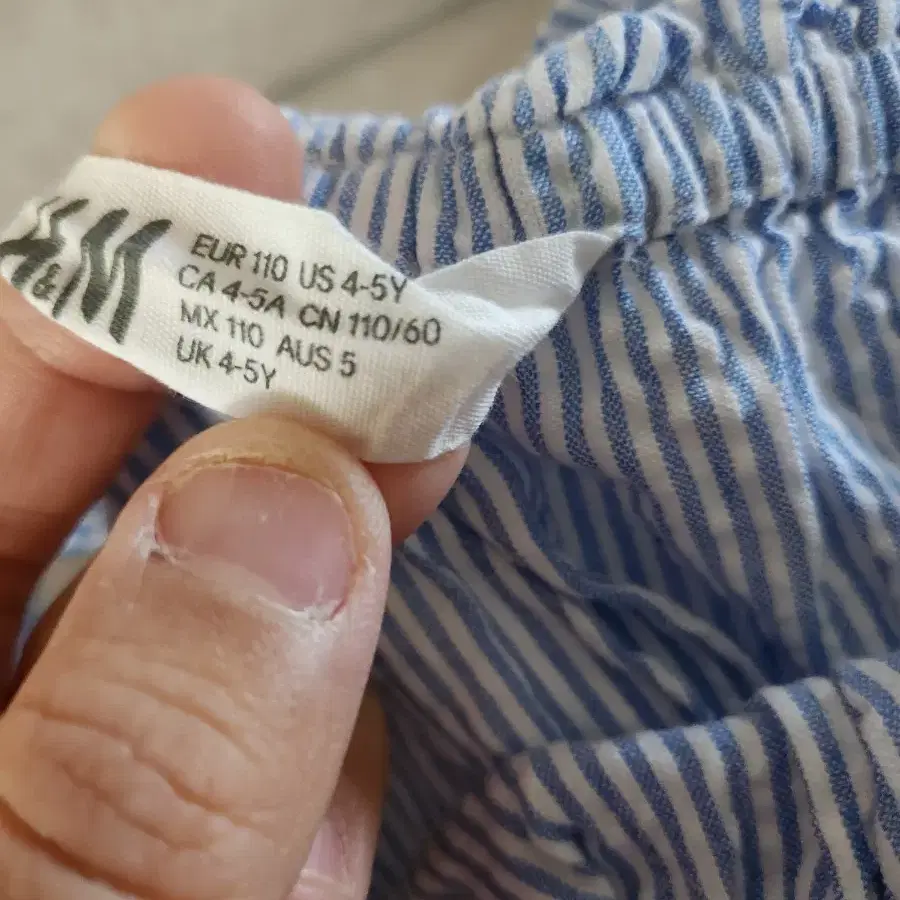 H&M
EUR 110 US 4-5Y
CA 4-5A CN 110/60
MX 110 AUS 5
UK 4-5Y